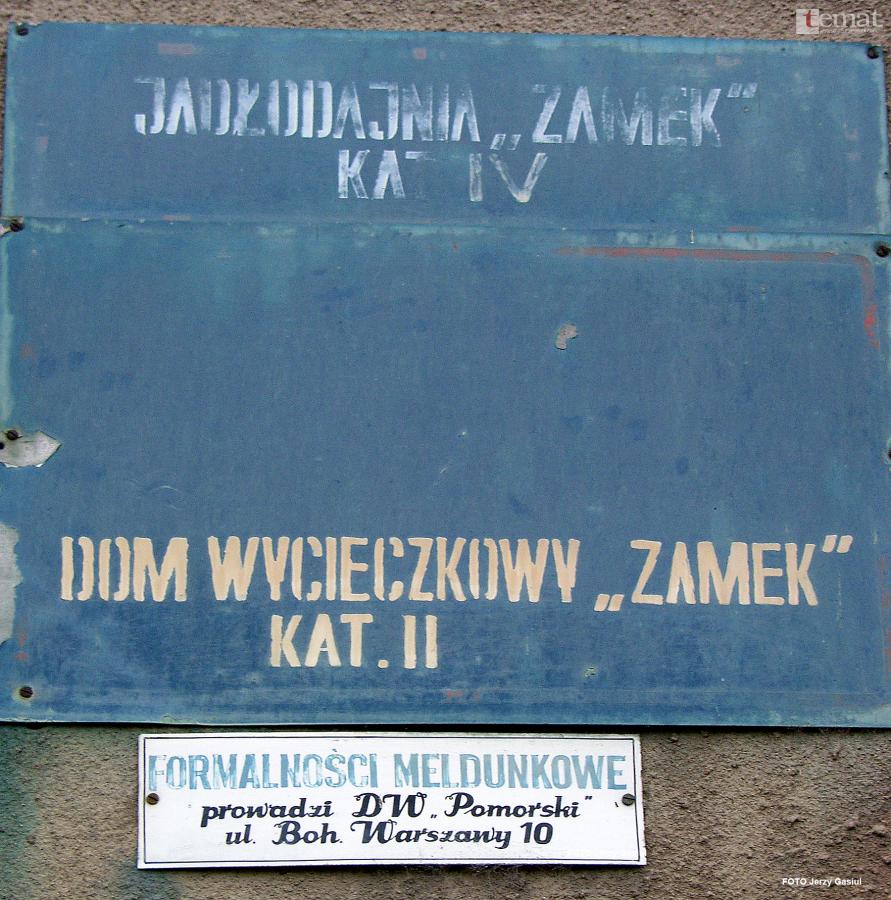 temat
JADŁODAJNIA „ZAMEK”
KAT IV
DOM WYCIECZKOWY „ZAMEK”
KAT. II
FORMALNOŚCI MELDUNKOWE
prowadzi DW „Pomorski”
ul. Boh. Warszawy 10
FOTO Jerzy Gasiul